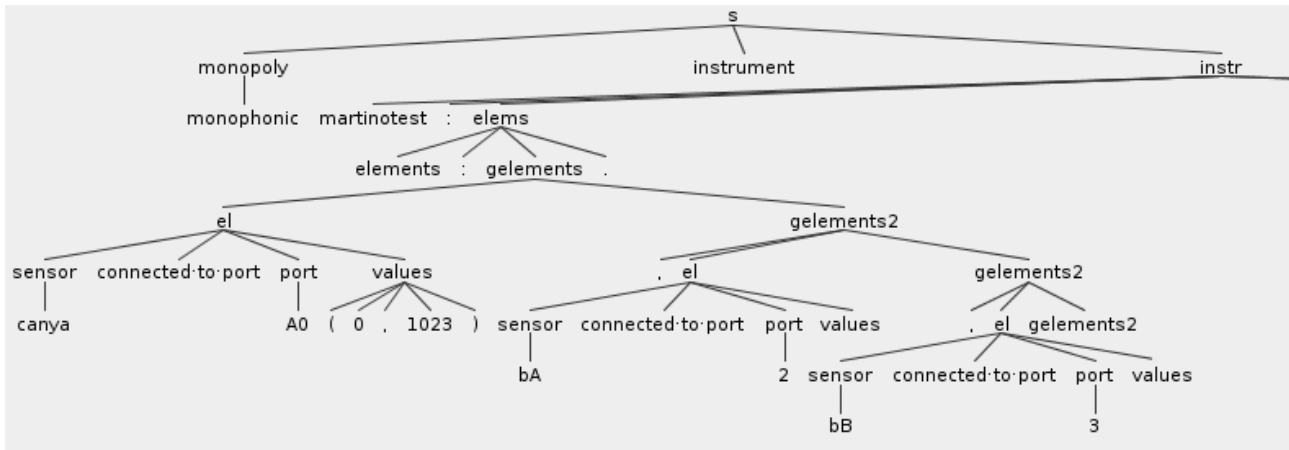 s
monopoly instrument instr
monophonic martinotest : elems
elements : gelements .
el gelements2
sensor connected·to·port port values , el gelements2
canya A0 ( 0 , 1023 ) sensor connected·to·port port values , el gelements2
bA 2 sensor connected·to·port port values
bB 3